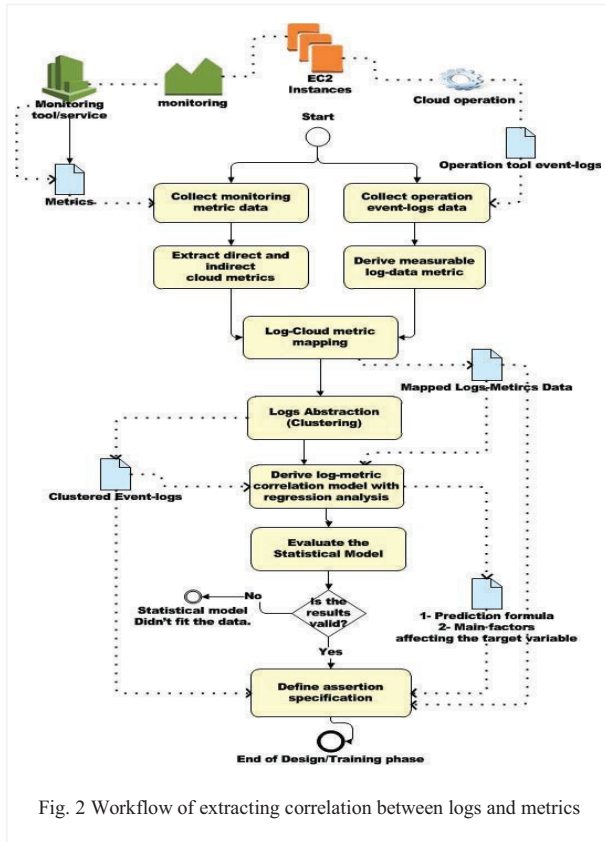 EC2
Instances
Monitoring
tool/service
monitoring
Cloud operation
Start
Operation tool event-logs
Metrics
Collect monitoring
metric data
Collect operation
event-logs data
Extract direct and
indirect
cloud metrics
Derive measurable
log-data metric
Log-Cloud metric
mapping
Mapped Logs-Metircs Data
Logs Abstraction
(Clustering)
Clustered Event-logs
Derive log-metric
correlation model with
regression analysis
Evaluate the
Statistical Model
No
Is the
results
valid?
Statistical model
Didn't fit the data.
1- Prediction formula
2- Main factors
affecting the target variable
Yes
Define assertion
specification
End of Design/Training phase
Fig. 2 Workflow of extracting correlation between logs and metrics